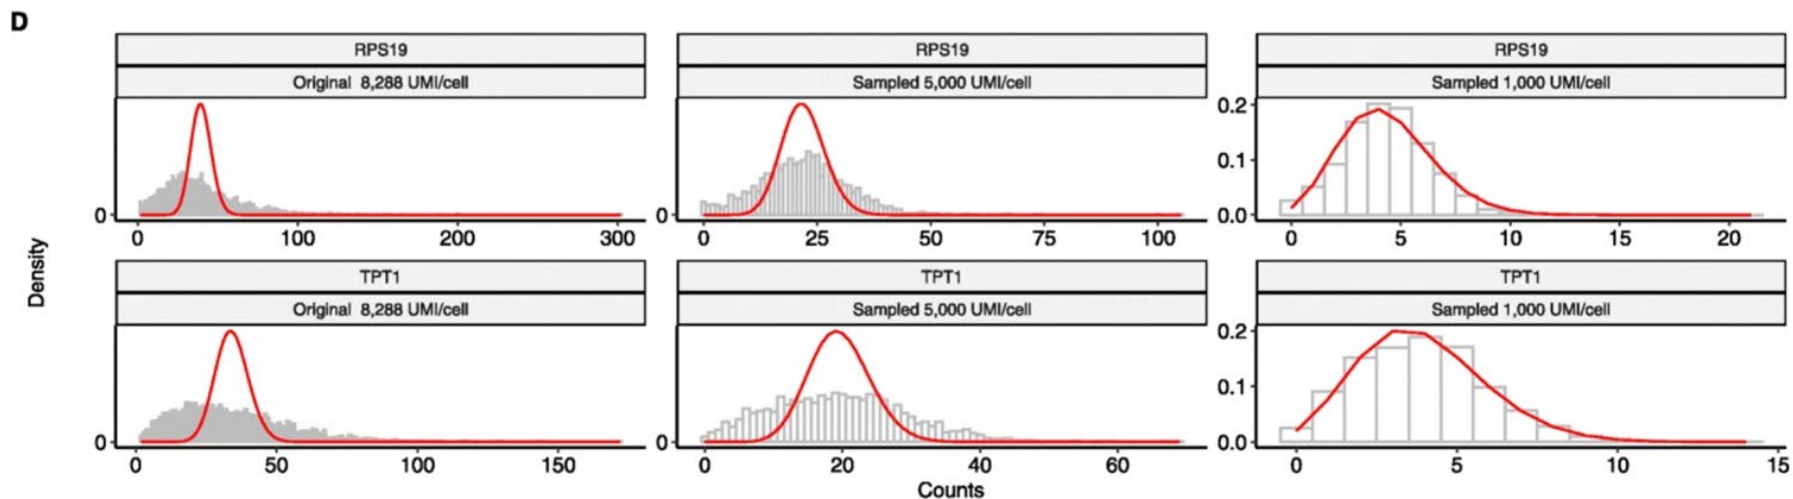 D
RPS19
Original 8,288 UMI/cell
0
0 100 200 300
RPS19
Sampled 5,000 UMI/cell
0
0 25 50 75 100
RPS19
Sampled 1,000 UMI/cell
0.2
0.1
0.0
0 5 10 15 20
Density
TPT1
Original 8,288 UMI/cell
0
0 50 100 150
TPT1
Sampled 5,000 UMI/cell
0
0 20 40 60
TPT1
Sampled 1,000 UMI/cell
0.2
0.1
0.0
0 5 10 15
Counts